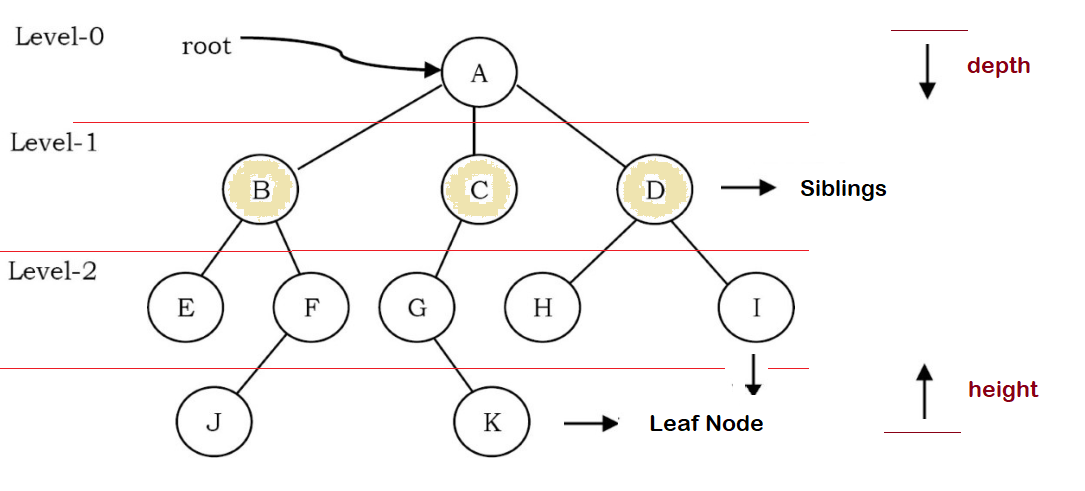 Level-0
root
A
depth
Level-1
B
C
D
Siblings
Level-2
E
F
G
H
I
height
J
K
Leaf Node